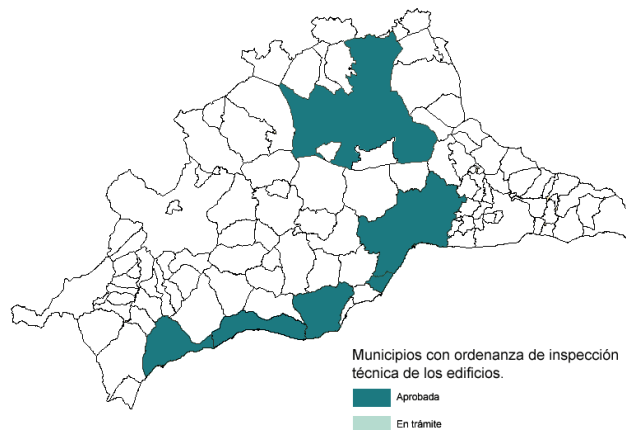 Municipios con ordenanza de inspección
técnica de los edificios.
Aprobada
En trámite